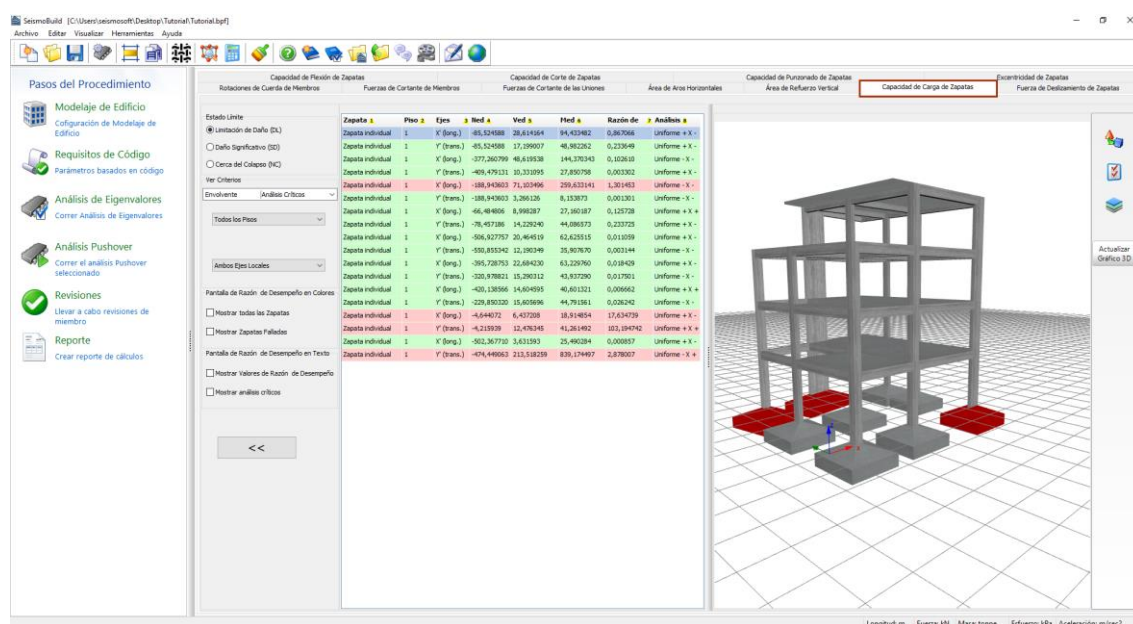 SeismoBuild [C:\Users\seismosoft\Desktop\Tutorial\Tutorial.bpf]
Archivo Editar Visualizar Herramientas Ayuda
Pasos del Procedimiento
Modelaje de Edificio
Cofiguración de Modelaje de
Edificio
Requisitos de Código
Parámetros basados en código
Análisis de Eigenvalores
Correr Análisis de Eigenvalores
Análisis Pushover
Correr el análisis Pushover
seleccionado
Revisiones
Llevar a cabo revisiones de
miembro
Reporte
Crear reporte de cálculos
Capacidad de Flexión de Zapatas Capacidad de Corte de Zapatas Capacidad de Punzonado de Zapatas Excentricidad de Zapatas
Rotaciones de Cuerda de Miembros Fuerzas de Cortante de Miembros Fuerzas de Cortante de las Uniones Área de Aros Horizontales Área de Refuerzo Vertical Capacidad de Carga de Zapatas Fuerza de Deslizamiento de Zapatas
Estado Límite
Limitación de Daño (DL)
Daño Significativo (SD)
Cerca del Colapso (NC)
Ver Criterios
Envolvente Análisis Críticos
Todos los Pisos
Ambos Ejes Locales
Pantalla de Razón de Desempeño en Colores
Mostrar todas las Zapatas
Mostrar Zapatas Falladas
Pantalla de Razón de Desempeño en Texto
Mostrar Valores de Razón de Desempeño
Mostrar análisis críticos
<<
Zapata 1 Piso 2 Ejes 3 Ned 4 Ved 5 Med 6 Razón de 7 Análisis 8
Zapata individual 1 X' (long.) -85,524588 28,614164 94,433482 0,867066 Uniforme + X -
Zapata individual 1 Y' (trans.) -85,524588 17,199007 48,982262 0,233649 Uniforme + X -
Zapata individual 1 X' (long.) -377,260799 48,619538 144,370343 0,102610 Uniforme - X -
Zapata individual 1 Y' (trans.) -409,479131 10,331095 27,850758 0,003302 Uniforme + X -
Zapata individual 1 X' (long.) -188,943603 71,103496 259,633141 1,301453 Uniforme - X -
Zapata individual 1 Y' (trans.) -188,943603 3,266126 8,153873 0,001301 Uniforme - X -
Zapata individual 1 X' (long.) -66,484806 8,998287 27,160187 0,125728 Uniforme + X +
Zapata individual 1 Y' (trans.) -78,457186 14,229240 44,086573 0,233725 Uniforme + X -
Zapata individual 1 X' (long.) -506,927757 20,464519 62,625515 0,011059 Uniforme + X -
Zapata individual 1 Y' (trans.) -550,855342 12,190349 35,907670 0,003144 Uniforme + X -
Zapata individual 1 X' (long.) -395,728753 22,684230 63,229760 0,018429 Uniforme + X -
Zapata individual 1 Y' (trans.) -320,978821 15,290312 43,937290 0,017501 Uniforme - X -
Zapata individual 1 X' (long.) -420,138566 14,604595 40,601321 0,006662 Uniforme + X +
Zapata individual 1 Y' (trans.) -229,850320 15,605696 44,791561 0,026242 Uniforme - X -
Zapata individual 1 X' (long.) -4,644072 6,437208 18,914854 17,634739 Uniforme + X -
Zapata individual 1 Y' (trans.) -4,215939 12,476345 41,261492 103,194742 Uniforme + X +
Zapata individual 1 X' (long.) -502,367710 3,631593 25,490284 0,000857 Uniforme + X -
Zapata individual 1 Y' (trans.) -474,449063 213,518259 839,174497 2,878007 Uniforme - X +
Actualizar
Gráfico 3D
Longitud: m Fuerza: kN Masa: tonne Esfuerzo: kPa Aceleración: m/sec2